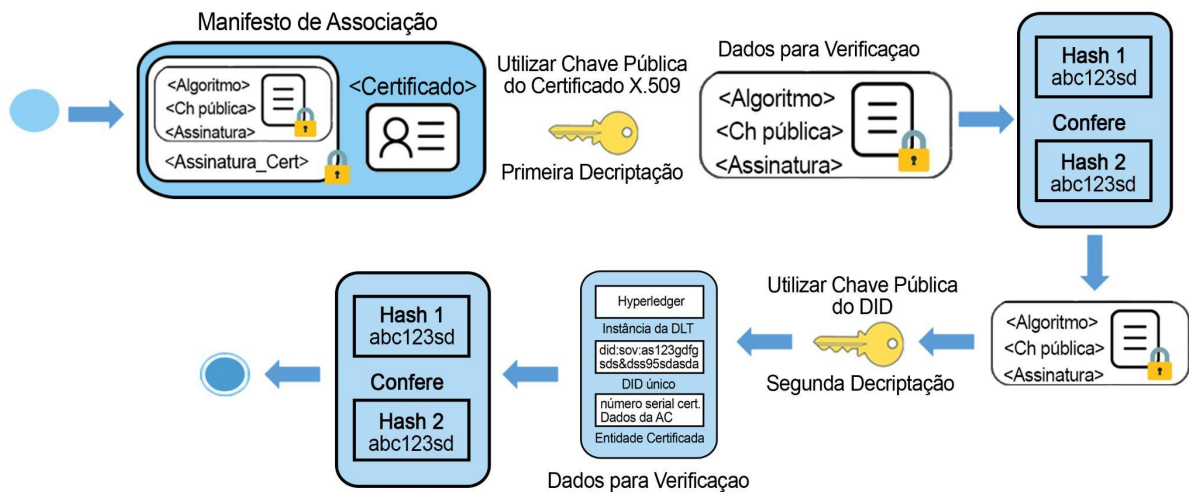 Manifesto de Associação
<Algoritmo>
<Ch pública>
<Assinatura>
<Assinatura_Cert>
<Certificado>
Utilizar Chave Pública
do Certificado X.509
Primeira Decriptação
Dados para Verificaçao
<Algoritmo>
<Ch pública>
<Assinatura>
Hash 1
abc123sd
Confere
Hash 2
abc123sd
<Algoritmo>
<Ch pública>
<Assinatura>
Utilizar Chave Pública
do DID
Segunda Decriptação
Hyperledger
Instância da DLT
did:sov:as123gdfg
sds&dss95sdasda
DID único
número serial cert.
Dados da AC
Entidade Certificada
Dados para Verificaçao
Hash 1
abc123sd
Confere
Hash 2
abc123sd